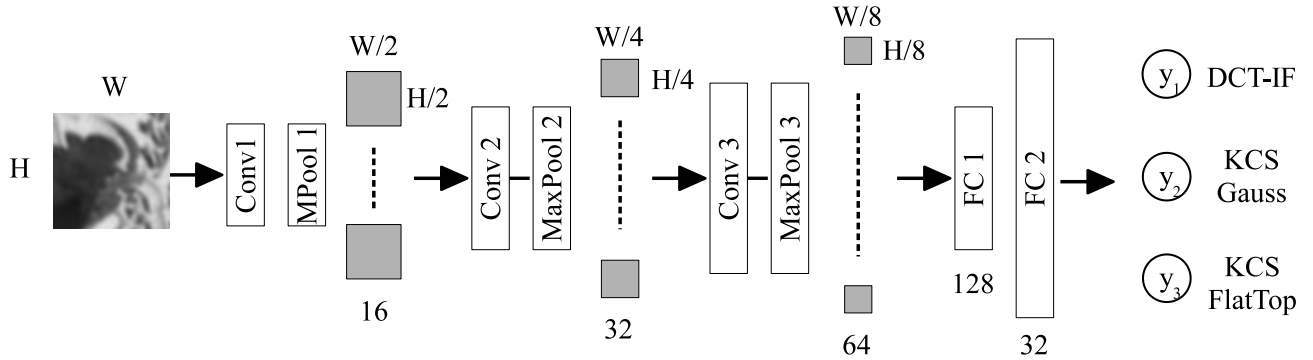 W
H
Conv1
MPool 1
W/2
H/2
16
Conv 2
MaxPool 2
W/4
H/4
32
Conv 3
MaxPool 3
W/8
H/8
64
FC 1
128
FC 2
32
y1
DCT-IF
y2
KCS
Gauss
y3
KCS
FlatTop